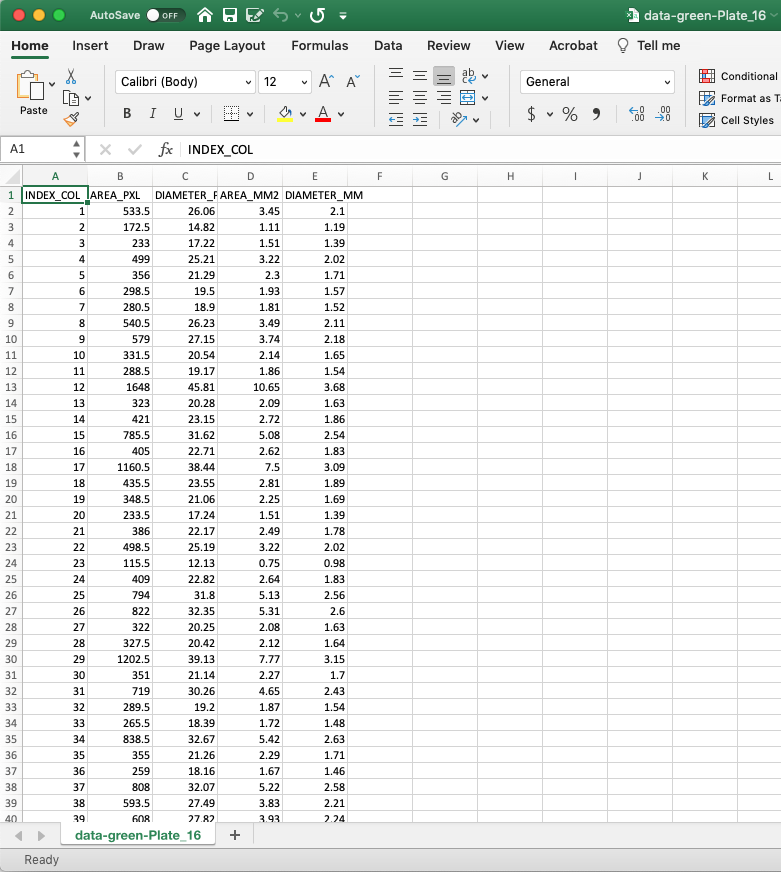 AutoSave OFF data-green-Plate_16
Home Insert Draw Page Layout Formulas Data Review View Acrobat Tell me
Paste Calibri (Body) 12 A A ab General Conditional
B I U A $ % Format as Ta
Cell Styles
A1 fx INDEX_COL
A B C D E F G H I J K L
1 INDEX_COL AREA_PXL DIAMETER_P AREA_MM2 DIAMETER_MM
2 1 533.5 26.06 3.45 2.1
3 2 172.5 14.82 1.11 1.19
4 3 233 17.22 1.51 1.39
5 4 499 25.21 3.22 2.02
6 5 356 21.29 2.3 1.71
7 6 298.5 19.5 1.93 1.57
8 7 280.5 18.9 1.81 1.52
9 8 540.5 26.23 3.49 2.11
10 9 579 27.15 3.74 2.18
11 10 331.5 20.54 2.14 1.65
12 11 288.5 19.17 1.86 1.54
13 12 1648 45.81 10.65 3.68
14 13 323 20.28 2.09 1.63
15 14 421 23.15 2.72 1.86
16 15 785.5 31.62 5.08 2.54
17 16 405 22.71 2.62 1.83
18 17 1160.5 38.44 7.5 3.09
19 18 435.5 23.55 2.81 1.89
20 19 348.5 21.06 2.25 1.69
21 20 233.5 17.24 1.51 1.39
22 21 386 22.17 2.49 1.78
23 22 498.5 25.19 3.22 2.02
24 23 115.5 12.13 0.75 0.98
25 24 409 22.82 2.64 1.83
26 25 794 31.8 5.13 2.56
27 26 822 32.35 5.31 2.6
28 27 322 20.25 2.08 1.63
29 28 327.5 20.42 2.12 1.64
30 29 1202.5 39.13 7.77 3.15
31 30 351 21.14 2.27 1.7
32 31 719 30.26 4.65 2.43
33 32 289.5 19.2 1.87 1.54
34 33 265.5 18.39 1.72 1.48
35 34 838.5 32.67 5.42 2.63
36 35 355 21.26 2.29 1.71
37 36 259 18.16 1.67 1.46
38 37 808 32.07 5.22 2.58
39 38 593.5 27.49 3.83 2.21
40 39 608 27.82 3.93 2.24
data-green-Plate_16 +
Ready